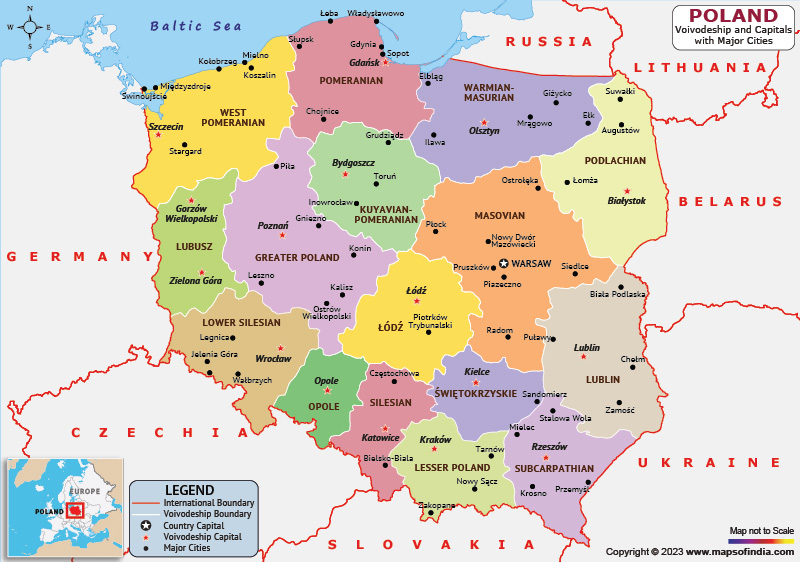 N
W E
S
Baltic Sea
POLAND
Voivodeship and Capitals
with Major Cities
RUSSIA
LITHUANIA
BELARUS
UKRAINE
SLOVAKIA
CZECHIA
GERMANY
Łeba
Władysławowo
Słupsk
Gdynia
Sopot
Gdańsk
POMERANIAN
Chojnice
Kołobrzeg
Mielno
Koszalin
Międzyzdroje
Świnoujście
Szczecin
WEST
POMERANIAN
Stargard
Elbląg
WARMIAN-
MASURIAN
Giżycko
Olsztyn
Mrągowo
Ełk
Iława
Suwałki
Augustów
PODLACHIAN
Łomża
Białystok
Grudziądz
Bydgoszcz
Toruń
Inowrocław
KUYAVIAN-
POMERANIAN
Piła
Poznań
Gniezno
GREATER POLAND
Konin
Leszno
Kalisz
Ostrów
Wielkopolski
Gorzów
Wielkopolski
LUBUSZ
Zielona Góra
Ostrołęka
MASOVIAN
Płock
Nowy Dwór
Mazowiecki
WARSAW
Pruszków
Piazeczno
Siedlce
Radom
Łódź
ŁÓDŹ
Piotrków
Trybunalski
Biała Podlaska
Puławy
Lublin
Chełm
LUBLIN
Zamość
LOWER SILESIAN
Legnica
Wrocław
Jelenia Góra
Wałbrzych
Opole
OPOLE
Częstochowa
SILESIAN
Katowice
Bielsko-Biala
Kielce
ŚWIĘTOKRZYSKIE
Sandomierz
Stalowa Wola
Mielec
Rzeszów
SUBCARPATHIAN
Krosno
Przemyśl
Kraków
Tarnów
LESSER POLAND
Nowy Sącz
Zakopane
EUROPE
POLAND
LEGEND
International Boundary
Voivodeship Boundary
Country Capital
Voivodeship Capital
Major Cities
Map not to Scale
Copyright © 2023 www.mapsofindia.com